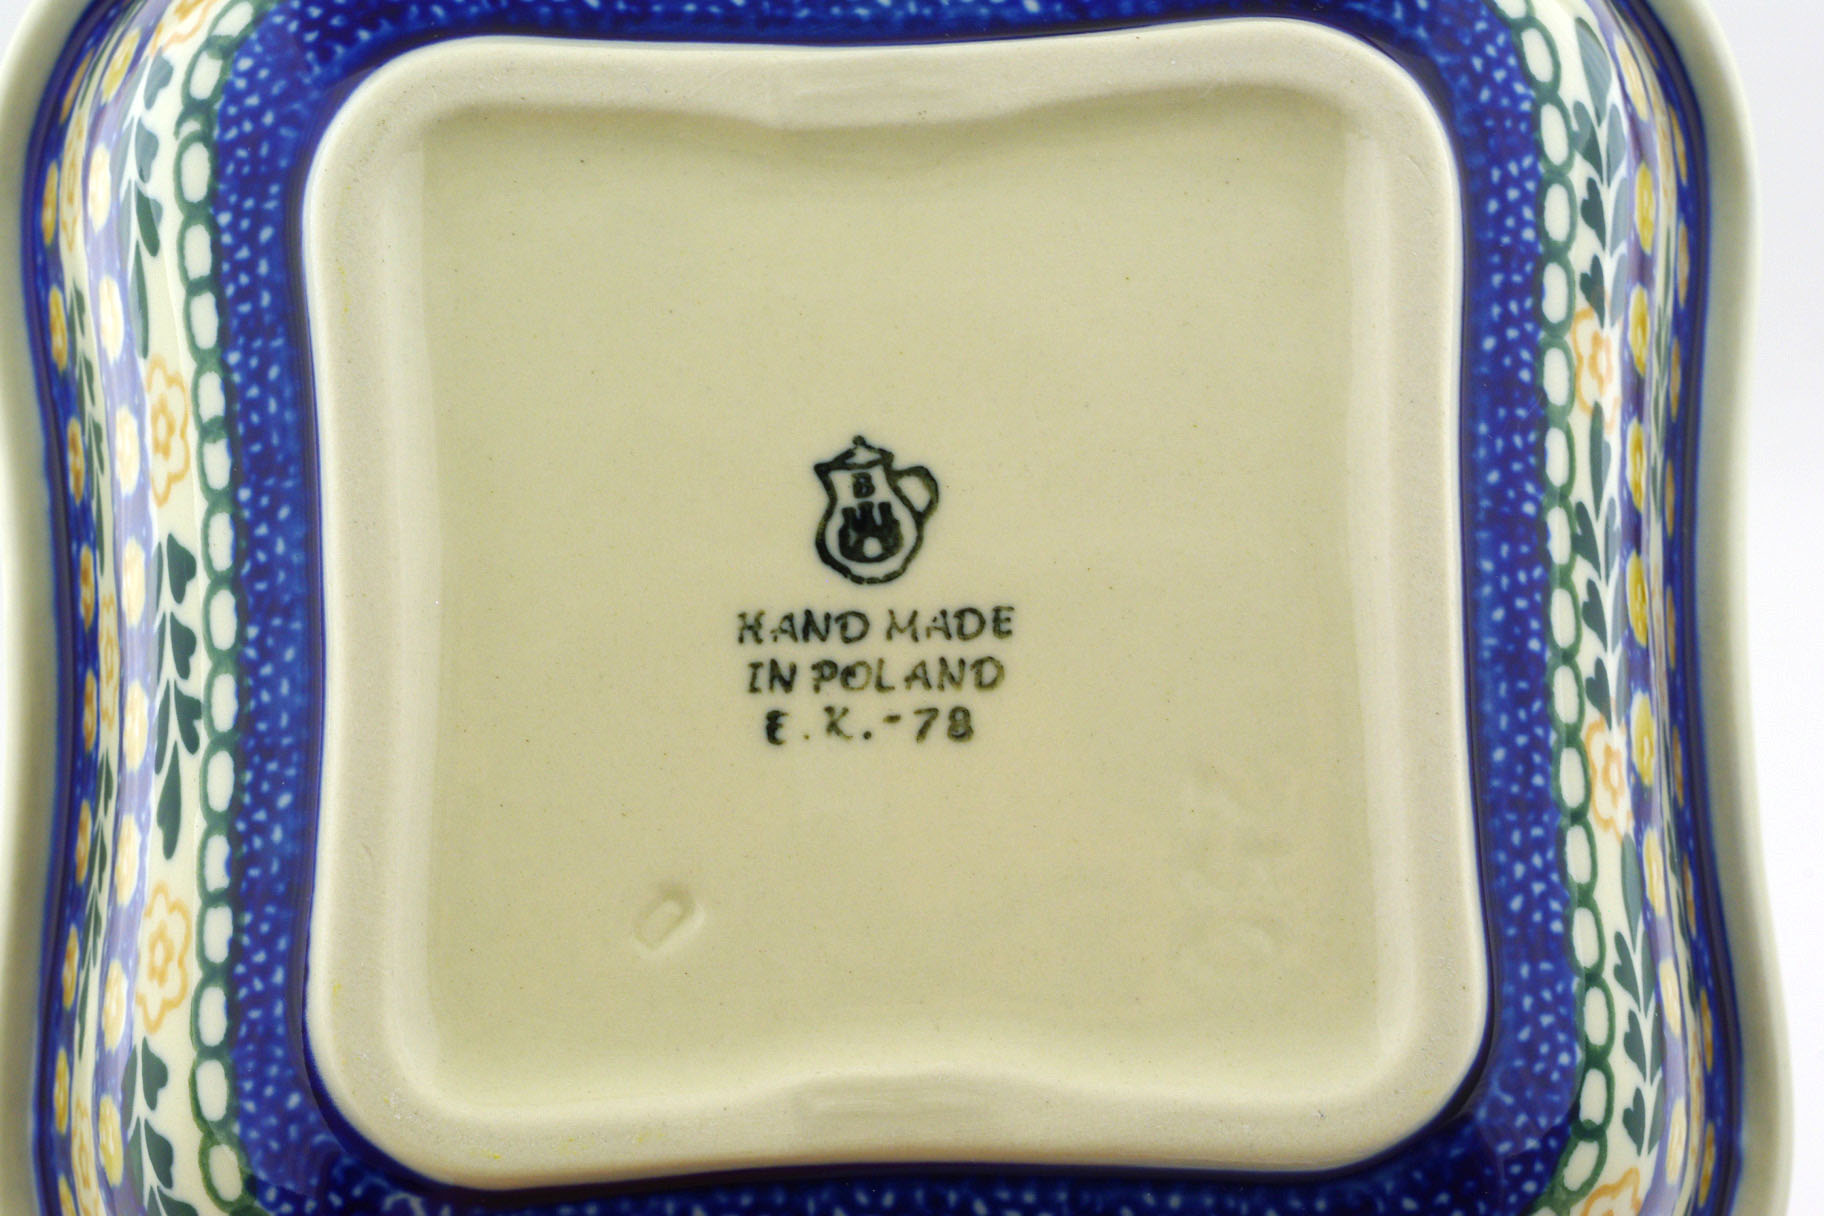 B
HAND MADE
IN POLAND
E.K.-78
D